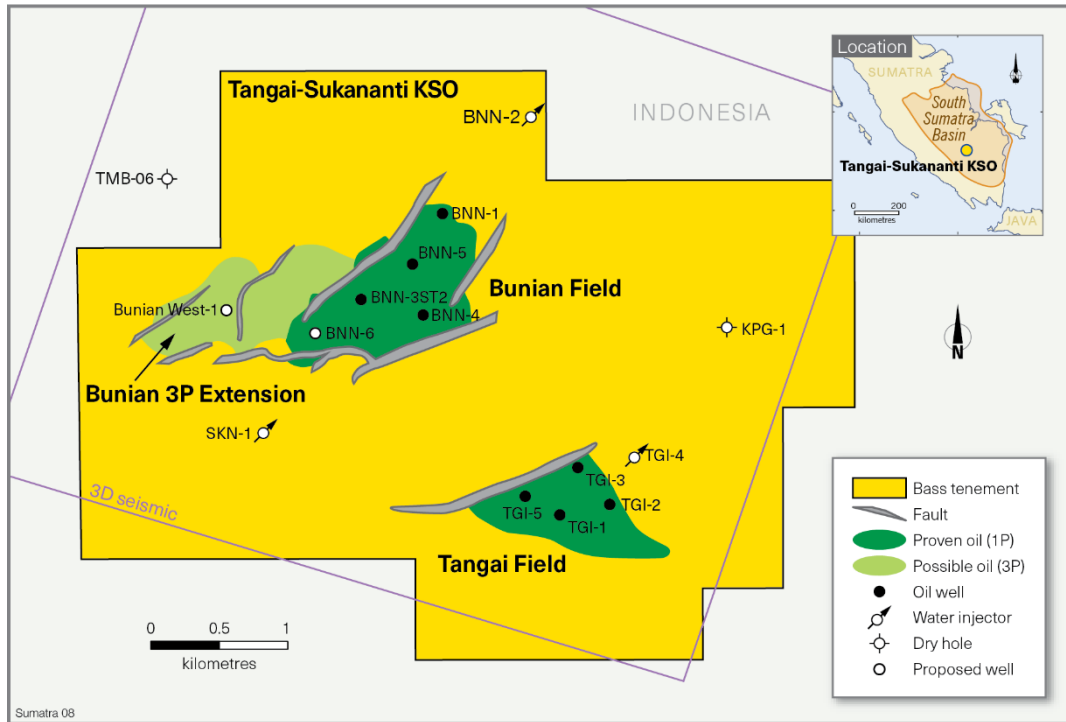 Tangai-Sukananti KSO
BNN-2
INDONESIA
TMB-06
BNN-1
BNN-5
Bunian Field
BNN-3ST2
BNN-4
Bunian West-1
BNN-6
KPG-1
Bunian 3P Extension
SKN-1
TGI-4
TGI-3
TGI-5
TGI-2
TGI-1
3D seismic
Tangai Field
0 0.5 1
kilometres
Sumatra 08
N
Location
SUMATRA
N
South
Sumatra
Basin
Tangai-Sukananti KSO
0 200
kilometres
JAVA
Bass tenement
Fault
Proven oil (1P)
Possible oil (3P)
Oil well
Water injector
Dry hole
Proposed well